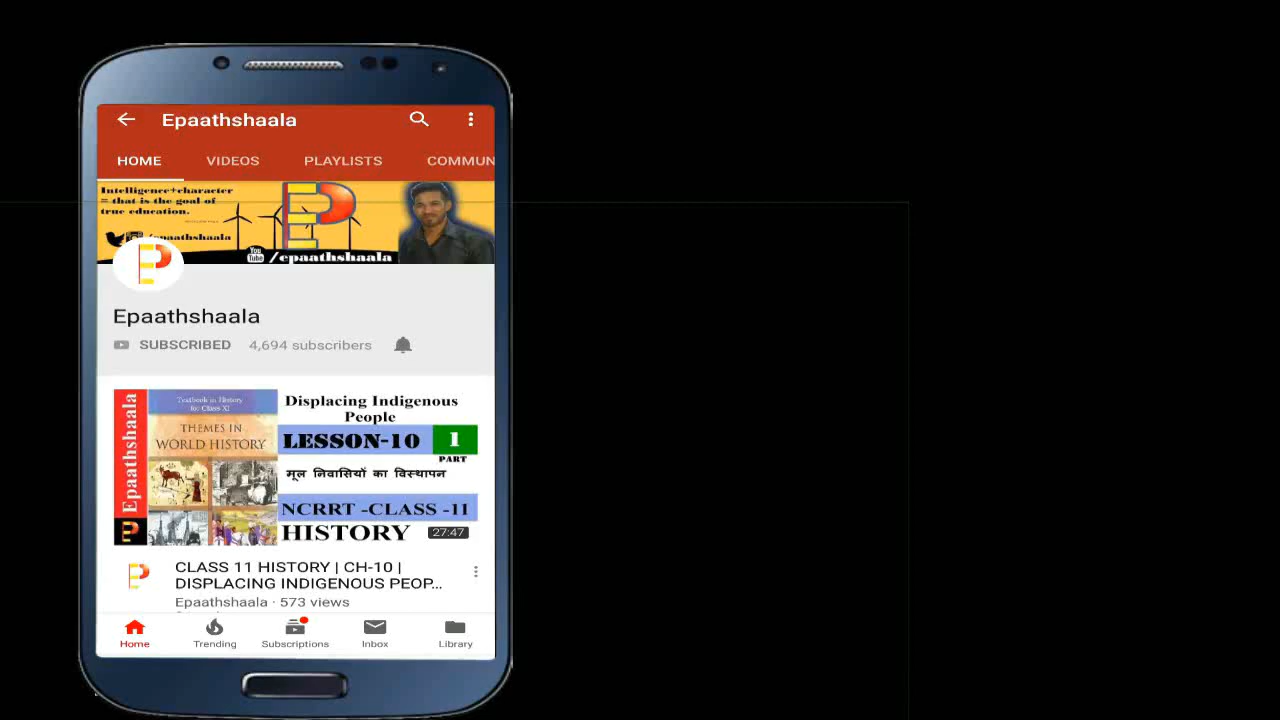 Epaathshaala
HOME VIDEOS PLAYLISTS COMMUN
Intelligence+character
= that is the goal of
true education.
/epaathshaala
You
Tube /epaathshaala
Epaathshaala
SUBSCRIBED 4,694 subscribers
Epaathshaala
Textbook in History
for Class XI
THEMES IN
WORLD HISTORY
Displacing Indigenous
People
LESSON-10 1
PART
मूल निवासियों का विस्थापन
NCRRT -CLASS -11
HISTORY 27:47
CLASS 11 HISTORY | CH-10 |
DISPLACING INDIGENOUS PEOP...
Epaathshaala · 573 views
Home Trending Subscriptions Inbox Library